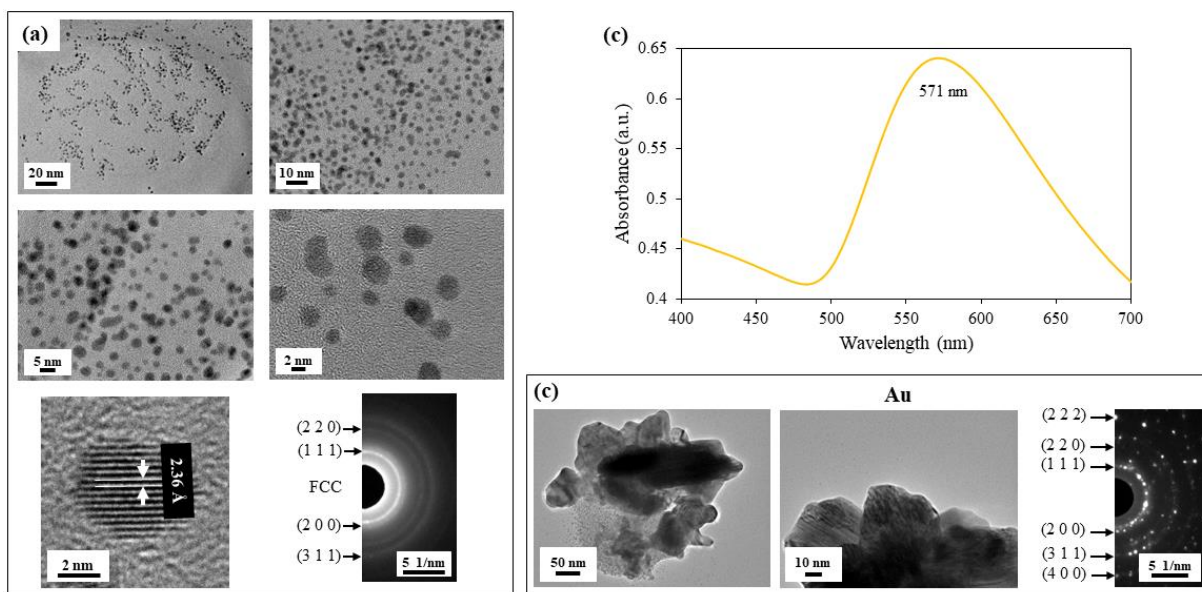 (a)
20 nm
10 nm
5 nm
2 nm
2.36 Å
2 nm
(2 2 0)
(1 1 1)
FCC
(2 0 0)
(3 1 1)
5 1/nm
(c)
0.65
0.6
0.55
0.5
0.45
0.4
Absorbance (a.u.)
571 nm
400
450
500
550
600
650
700
Wavelength (nm)
(c)
Au
50 nm
10 nm
(2 2 2)
(2 2 0)
(1 1 1)
(2 0 0)
(3 1 1)
(4 0 0)
5 1/nm